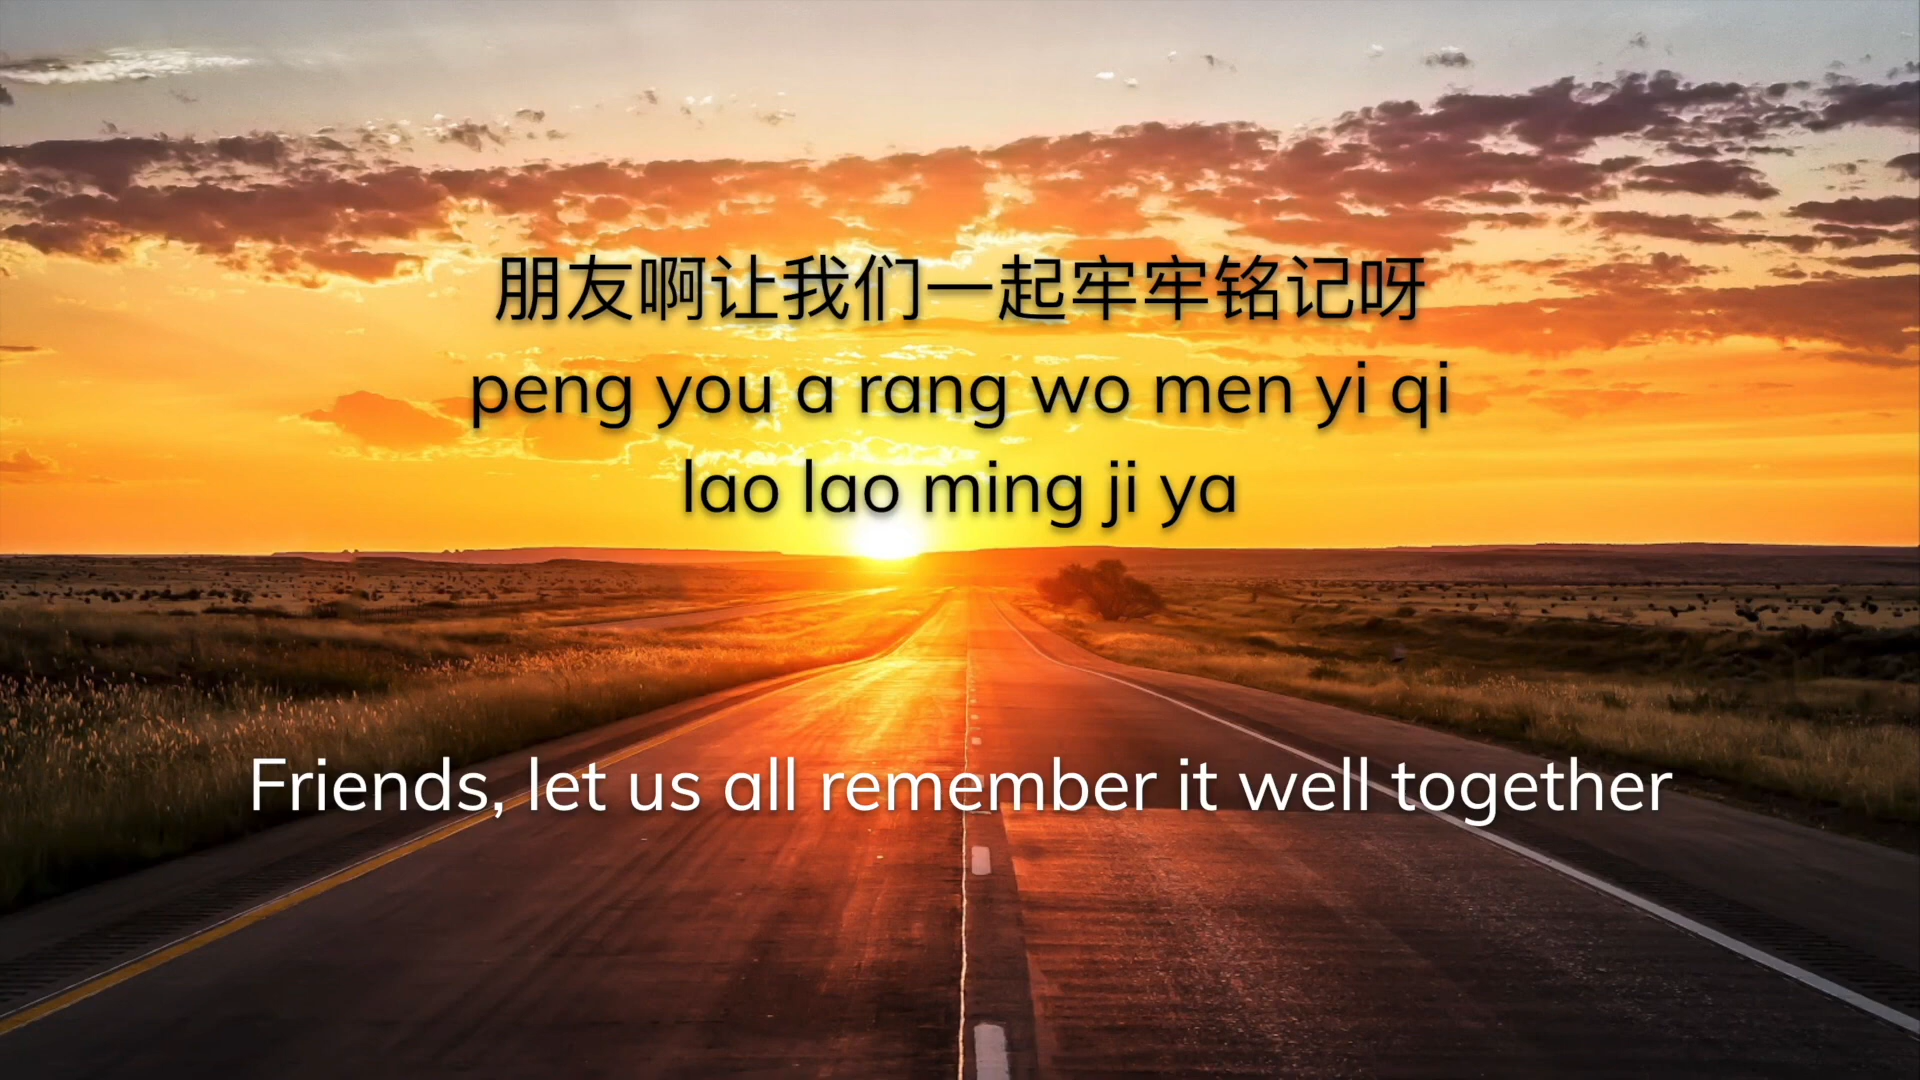 朋友啊让我们一起牢牢铭记呀
peng you a rang wo men yi qi
lao lao ming ji ya
Friends, let us all remember it well together